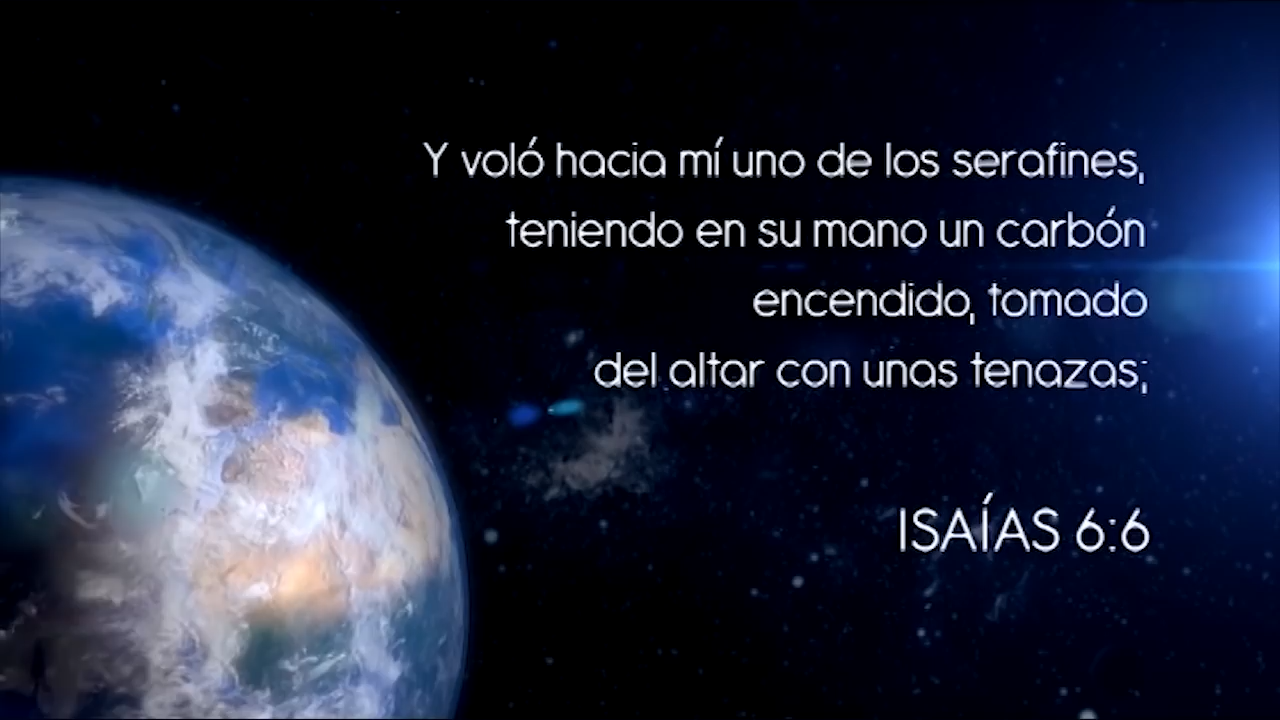 Y voló hacia mí uno de los serafines,
teniendo en su mano un carbón
encendido, tomado
del altar con unas tenazas;
ISAÍAS 6:6